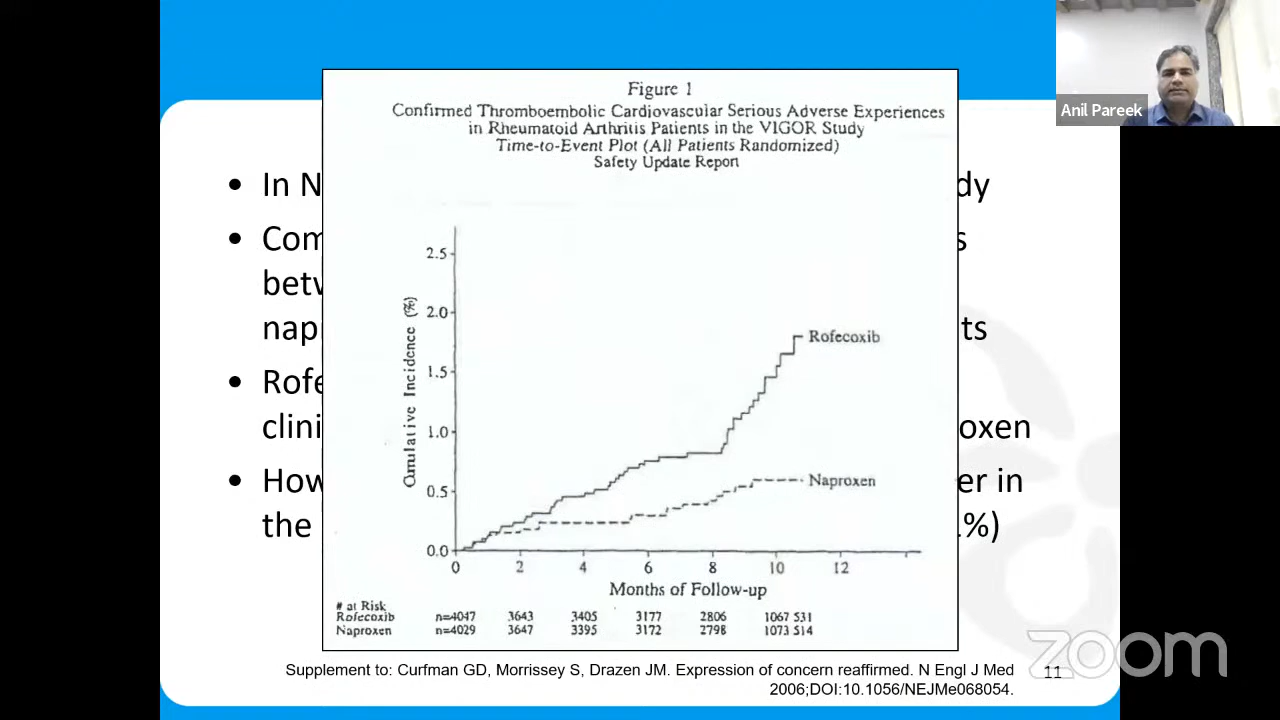 Anil Pareek
Figure 1
Confirmed Thromboembolic Cardiovascular Serious Adverse Experiences
in Rheumatoid Arthritis Patients in the VIGOR Study
Time-to-Event Plot (All Patients Randomized)
Safety Update Report
• In N
dy
• Com
s
betw
nap
ts
• Rofe
clini
oxen
• How
er in
the
1%)
Cumulative Incidence (%)
2.5
2.0
1.5
1.0
0.5
0.0
Rofecoxib
Naproxen
0 2 4 6 8 10 12
Months of Follow-up
# at Risk
Rofecoxib n=4047 3643 3405 3177 2806 1067 531
Naproxen n=4029 3647 3395 3172 2798 1073 514
Supplement to: Curfman GD, Morrissey S, Drazen JM. Expression of concern reaffirmed. N Engl J Med
2006;DOI:10.1056/NEJMe068054.
11
zoom